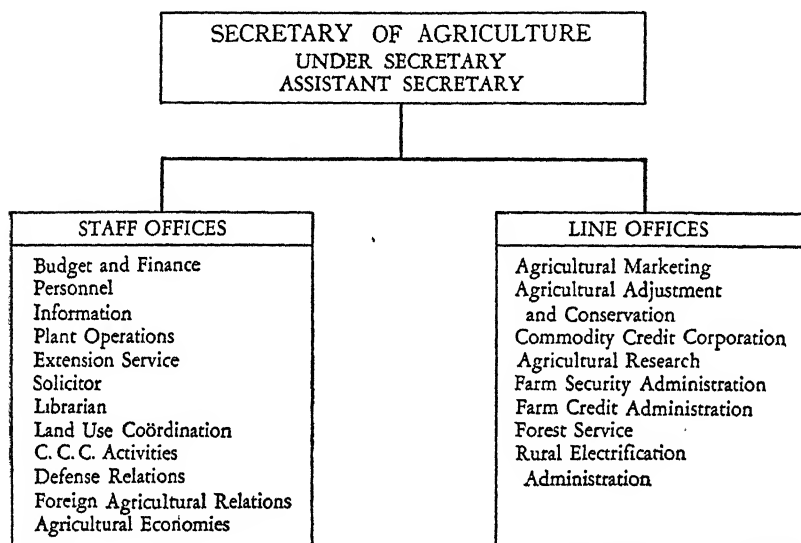 SECRETARY OF AGRICULTURE
UNDER SECRETARY
ASSISTANT SECRETARY
STAFF OFFICES
Budget and Finance
Personnel
Information
Plant Operations
Extension Service
Solicitor
Librarian
Land Use Coördination
C. C. C. Activities
Defense Relations
Foreign Agricultural Relations
Agricultural Economies
LINE OFFICES
Agricultural Marketing
Agricultural Adjustment
and Conservation
Commodity Credit Corporation
Agricultural Research
Farm Security Administration
Farm Credit Administration
Forest Service
Rural Electrification
Administration